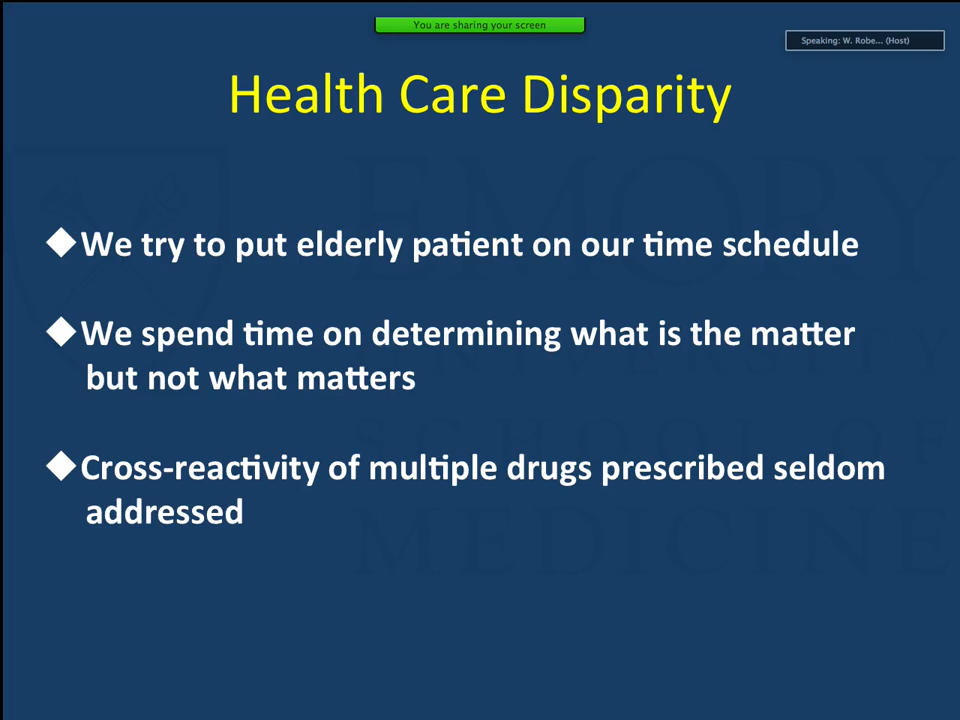 You are sharing your screen
Speaking: W. Robe... (Host)
Health Care Disparity
◆We try to put elderly patient on our time schedule
◆We spend time on determining what is the matter
but not what matters
◆Cross-reactivity of multiple drugs prescribed seldom
addressed
EMORY
UNIVERSITY
SCHOOL OF
MEDICINE